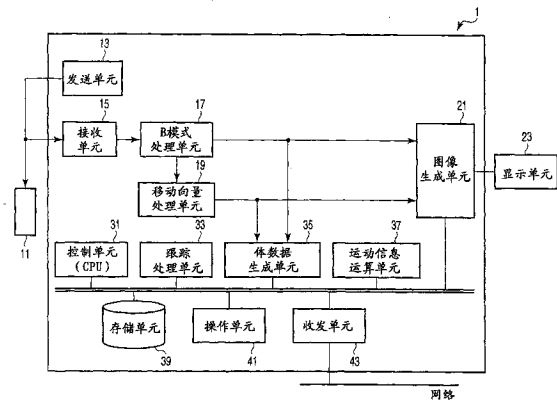 1
13
发送单元
15
接收
单元
17
B模式
处理单元
19
移动向量
处理单元
21
图像
生成单元
23
显示单元
11
31
控制单元
(CPU)
33
跟踪
处理单元
35
体数据
生成单元
37
运动信息
运算单元
存储单元
39
操作单元
41
收发单元
43
网络